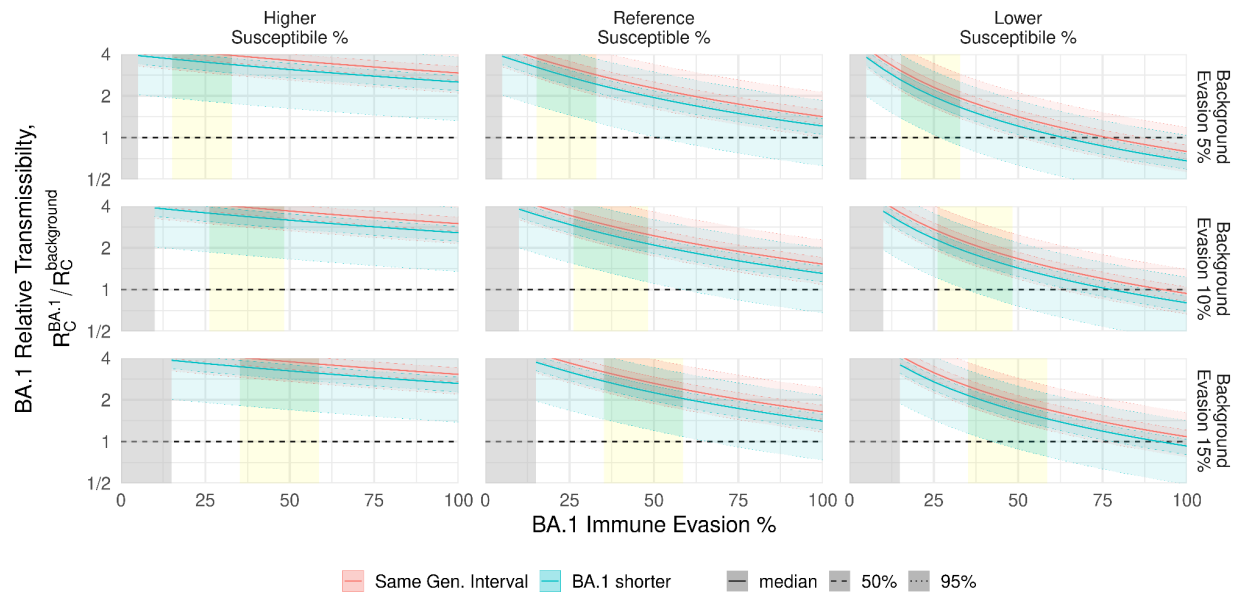 Higher
Susceptibile %
Reference
Susceptible %
Lower
Susceptible %
BA.1 Relative Transmissibilty,
R_C^BA.1 / R_C^background
4
2
1
1/2
Background
Evasion 5%
4
2
1
1/2
Background
Evasion 10%
4
2
1
1/2
Background
Evasion 15%
0 25 50 75 100 0 25 50 75 100 0 25 50 75 100
BA.1 Immune Evasion %
Same Gen. Interval BA.1 shorter median 50% 95%